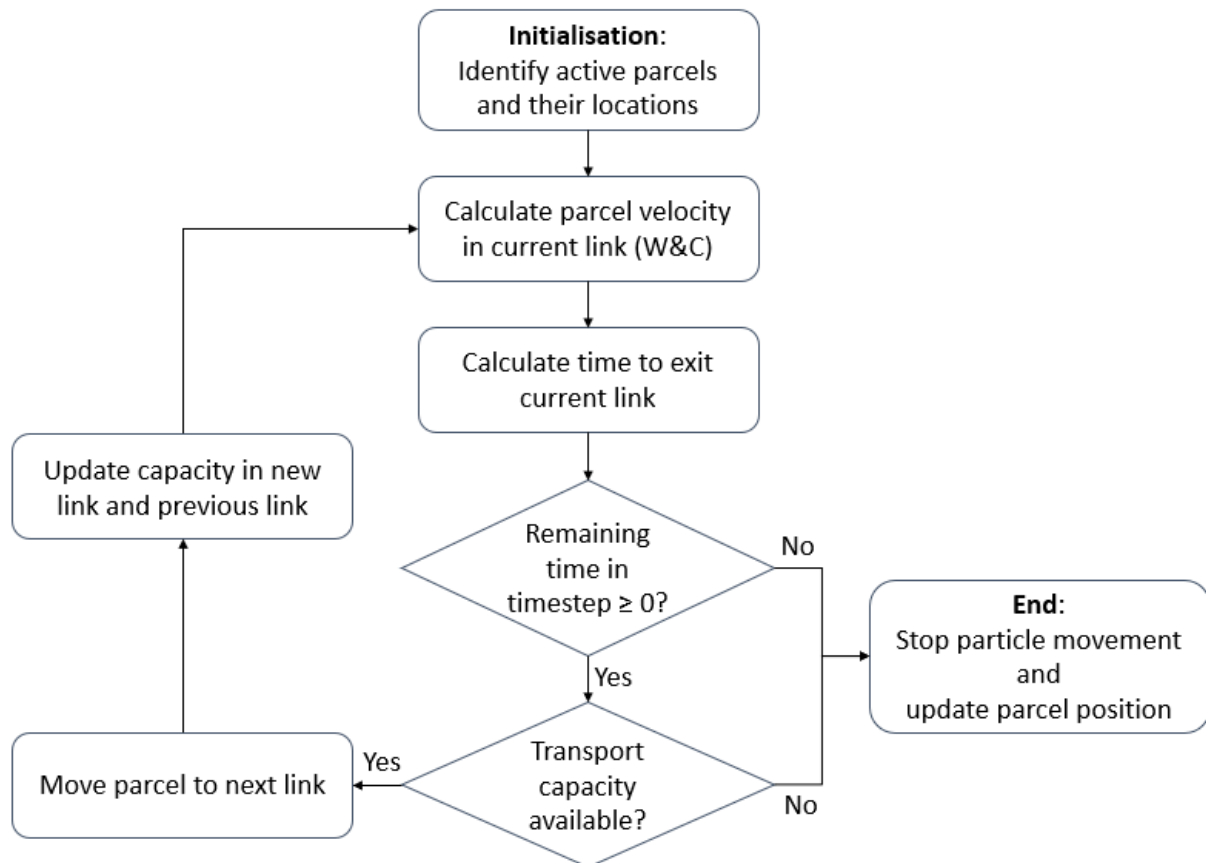 Initialisation:
Identify active parcels
and their locations
Calculate parcel velocity
in current link (W&C)
Calculate time to exit
current link
Update capacity in new
link and previous link
Remaining
time in
timestep ≥ 0?
No
End:
Stop particle movement
and
update parcel position
Yes
Move parcel to next link
Yes
Transport
capacity
available?
No